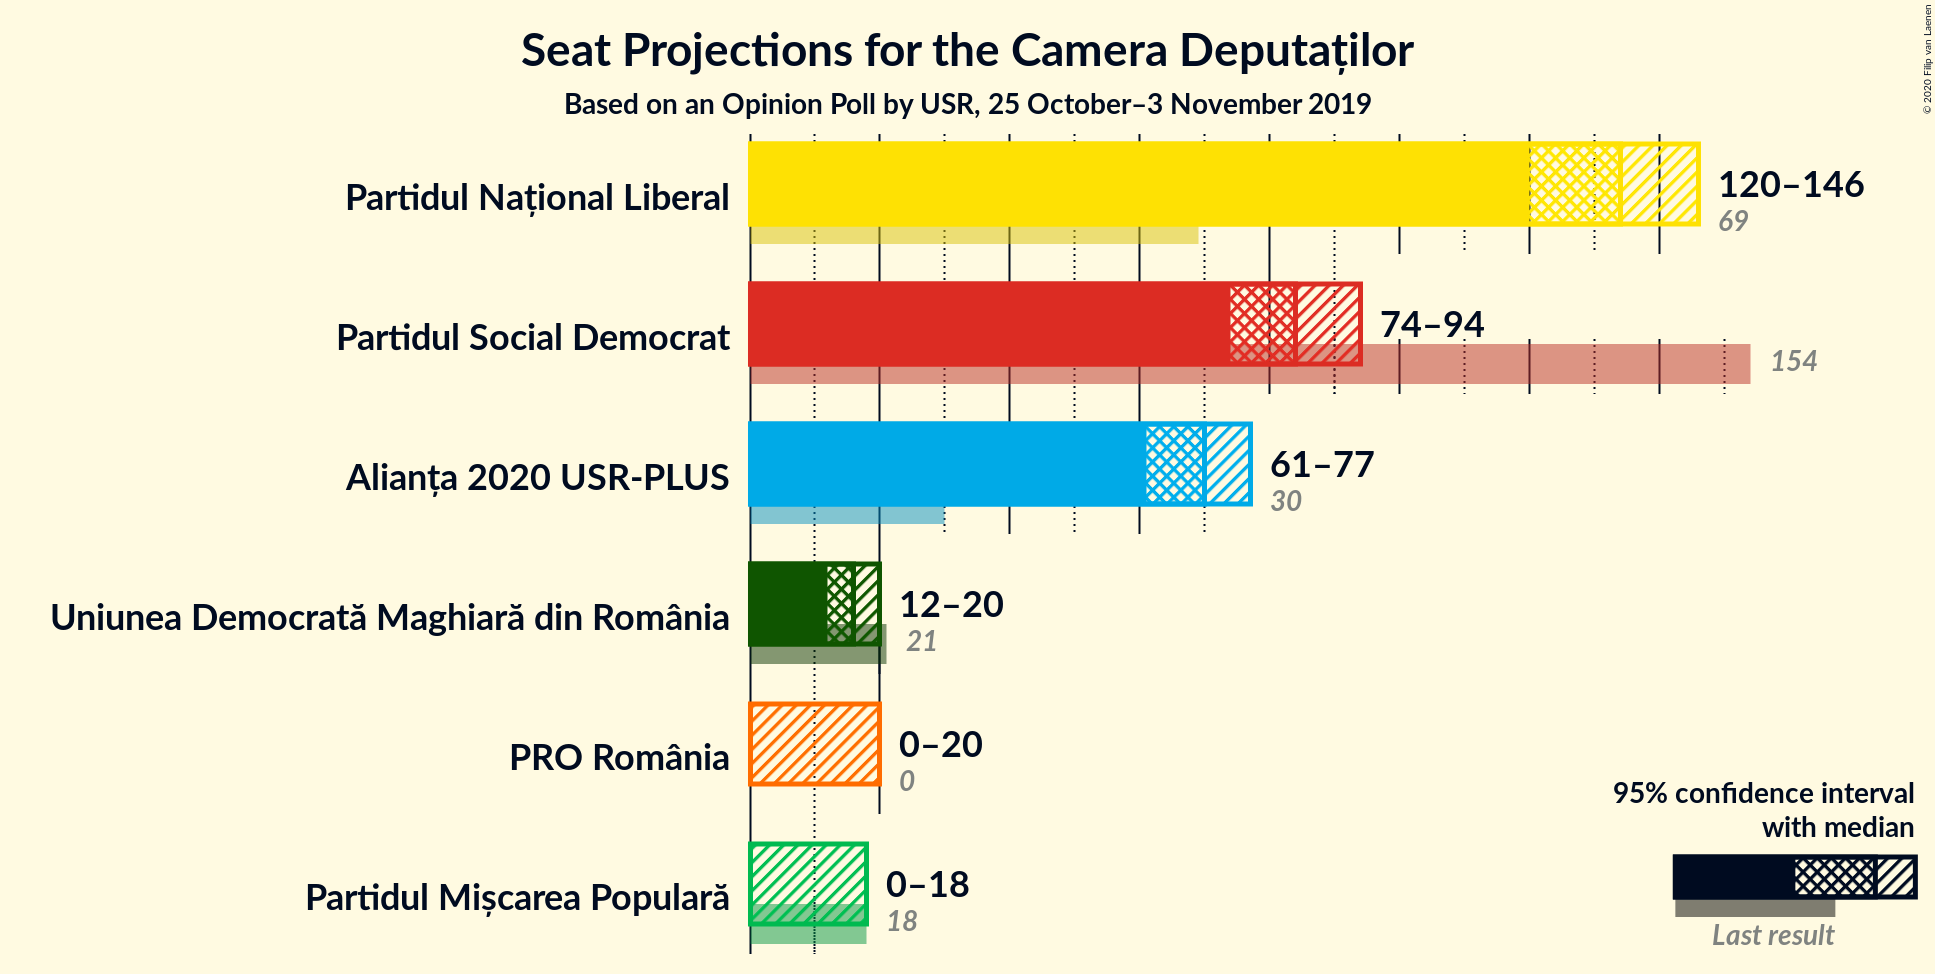 Seat Projections for the Camera Deputaților
Based on an Opinion Poll by USR, 25 October–3 November 2019
© 2020 Filip van Laenen
Partidul Național Liberal
120–146
69
Partidul Social Democrat
74–94
154
Alianța 2020 USR-PLUS
61–77
30
Uniunea Democrată Maghiară din România
12–20
21
PRO România
0–20
0
Partidul Mișcarea Populară
0–18
18
95% confidence interval
with median
Last result